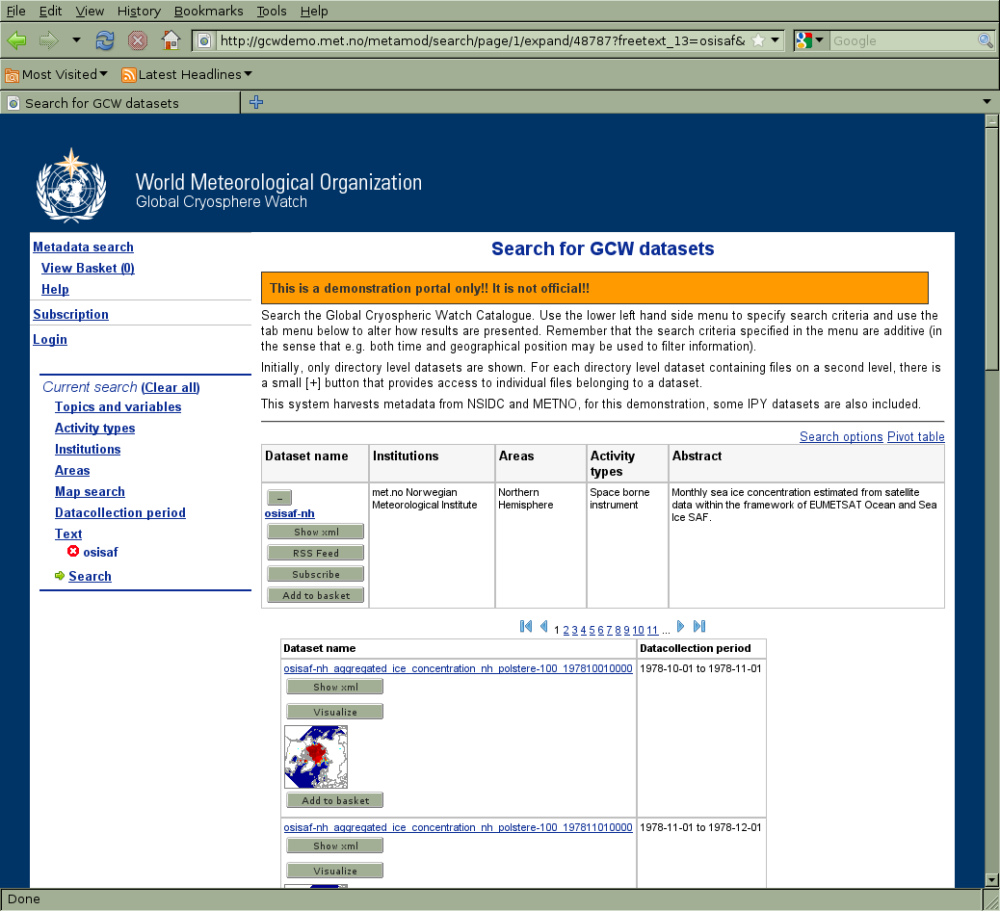 File Edit View History Bookmarks Tools Help
http://gcwdemo.met.no/metamod/search/page/1/expand/48787?freetext_13=osisaf& Google
Most Visited Latest Headlines
Search for GCW datasets
World Meteorological Organization
Global Cryosphere Watch
Metadata search
View Basket (0)
Help
Subscription
Login
Current search (Clear all)
Topics and variables
Activity types
Institutions
Areas
Map search
Datacollection period
Text
osisaf
Search
Search for GCW datasets
This is a demonstration portal only!! It is not official!!
Search the Global Cryospheric Watch Catalogue. Use the lower left hand side menu to specify search criteria and use the
tab menu below to alter how results are presented. Remember that the search criteria specified in the menu are additive (in
the sense that e.g. both time and geographical position may be used to filter information).
Initially, only directory level datasets are shown. For each directory level dataset containing files on a second level, there is
a small [+] button that provides access to individual files belonging to a dataset.
This system harvests metadata from NSIDC and METNO, for this demonstration, some IPY datasets are also included.
Search options Pivot table
Dataset name Institutions Areas Activity types Abstract
–
osisaf-nh
Show xml
RSS Feed
Subscribe
Add to basket
met.no Norwegian
Meteorological Institute
Northern
Hemisphere
Space borne
instrument
Monthly sea ice concentration estimated from satellite
data within the framework of EUMETSAT Ocean and Sea
Ice SAF.
1 2 3 4 5 6 7 8 9 10 11 ...
Dataset name Datacollection period
osisaf-nh_aggregated_ice_concentration_nh_polstere-100_197810010000 1978-10-01 to 1978-11-01
Show xml
Visualize
Add to basket
osisaf-nh_aggregated_ice_concentration_nh_polstere-100_197811010000 1978-11-01 to 1978-12-01
Show xml
Visualize
Done